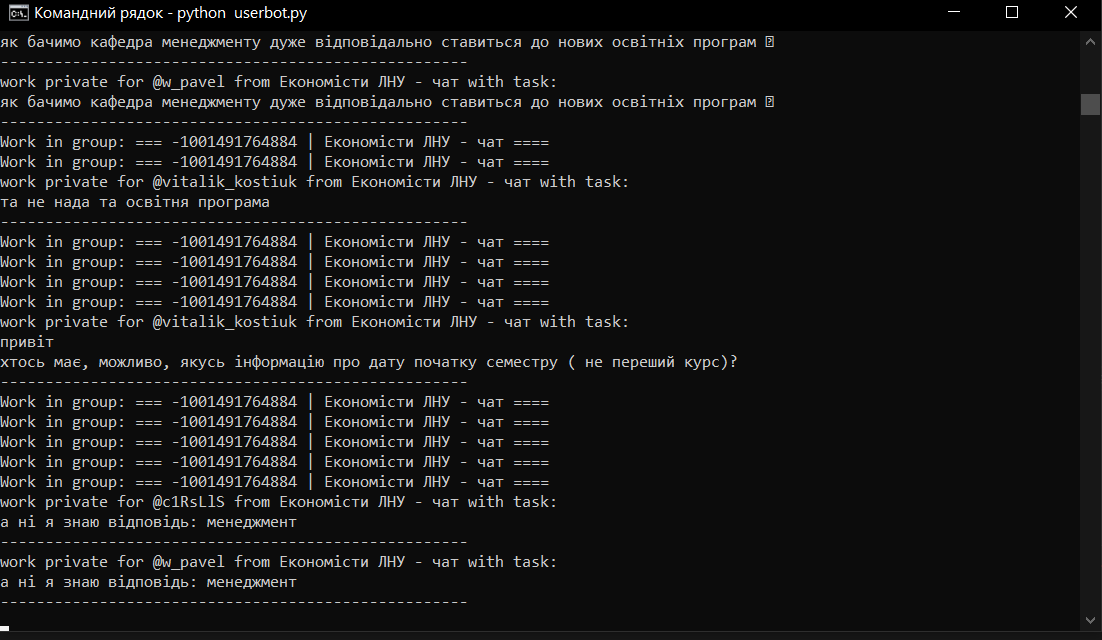 Командний рядок - python  userbot.py
як бачимо кафедра менеджменту дуже відповідально ставиться до нових освітніх програм
----------------------------------------------------
work private for @w_pavel from Економісти ЛНУ - чат with task:
як бачимо кафедра менеджменту дуже відповідально ставиться до нових освітніх програм
----------------------------------------------------
Work in group: === -1001491764884 | Економісти ЛНУ - чат ====
Work in group: === -1001491764884 | Економісти ЛНУ - чат ====
work private for @vitalik_kostiuk from Економісти ЛНУ - чат with task:
та не нада та освітня програма
----------------------------------------------------
Work in group: === -1001491764884 | Економісти ЛНУ - чат ====
Work in group: === -1001491764884 | Економісти ЛНУ - чат ====
Work in group: === -1001491764884 | Економісти ЛНУ - чат ====
Work in group: === -1001491764884 | Економісти ЛНУ - чат ====
work private for @vitalik_kostiuk from Економісти ЛНУ - чат with task:
привіт
хтось має, можливо, якусь інформацію про дату початку семестру ( не переший курс)?
----------------------------------------------------
Work in group: === -1001491764884 | Економісти ЛНУ - чат ====
Work in group: === -1001491764884 | Економісти ЛНУ - чат ====
Work in group: === -1001491764884 | Економісти ЛНУ - чат ====
Work in group: === -1001491764884 | Економісти ЛНУ - чат ====
Work in group: === -1001491764884 | Економісти ЛНУ - чат ====
work private for @c1RsLlS from Економісти ЛНУ - чат with task:
а ні я знаю відповідь: менеджмент
----------------------------------------------------
work private for @w_pavel from Економісти ЛНУ - чат with task:
а ні я знаю відповідь: менеджмент
----------------------------------------------------